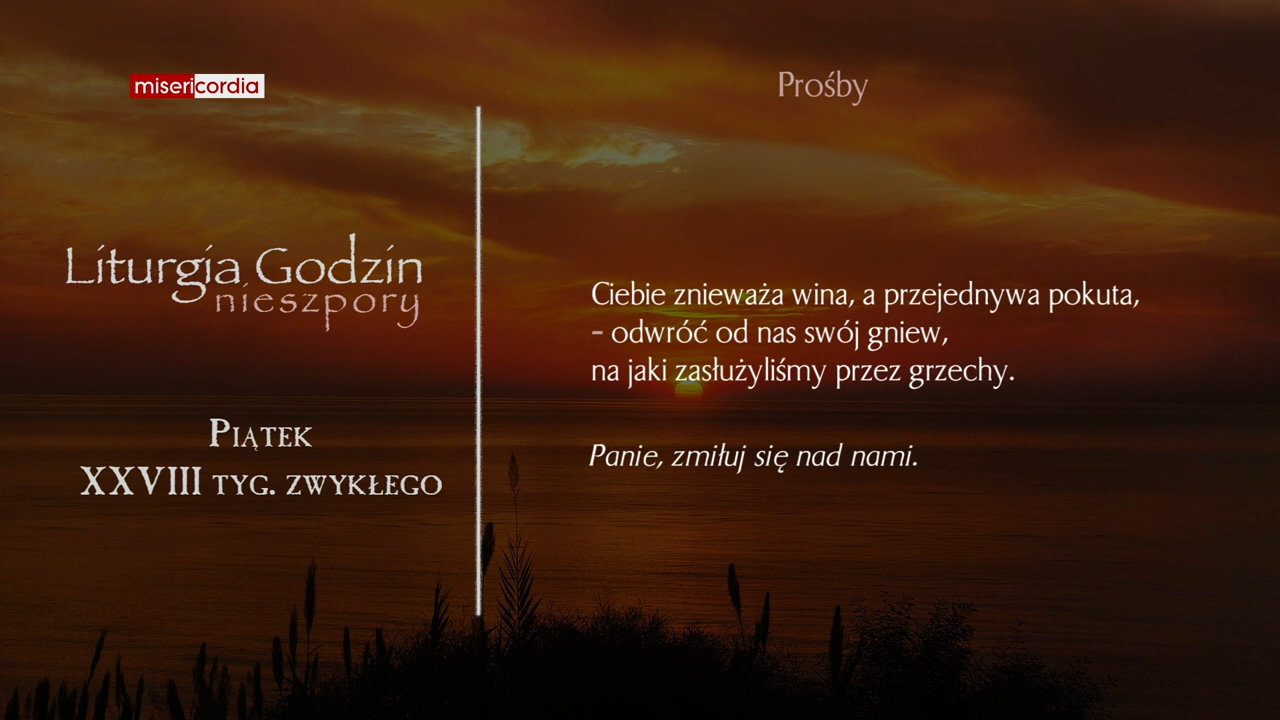 misericordia
Prośby
Liturgia Godzin
nieszpory
Ciebie znieważa wina, a przejednywa pokuta,
- odwróć od nas swój gniew,
na jaki zasłużyliśmy przez grzechy.
Piątek
XXVIII tyg. zwykłego
Panie, zmiłuj się nad nami.